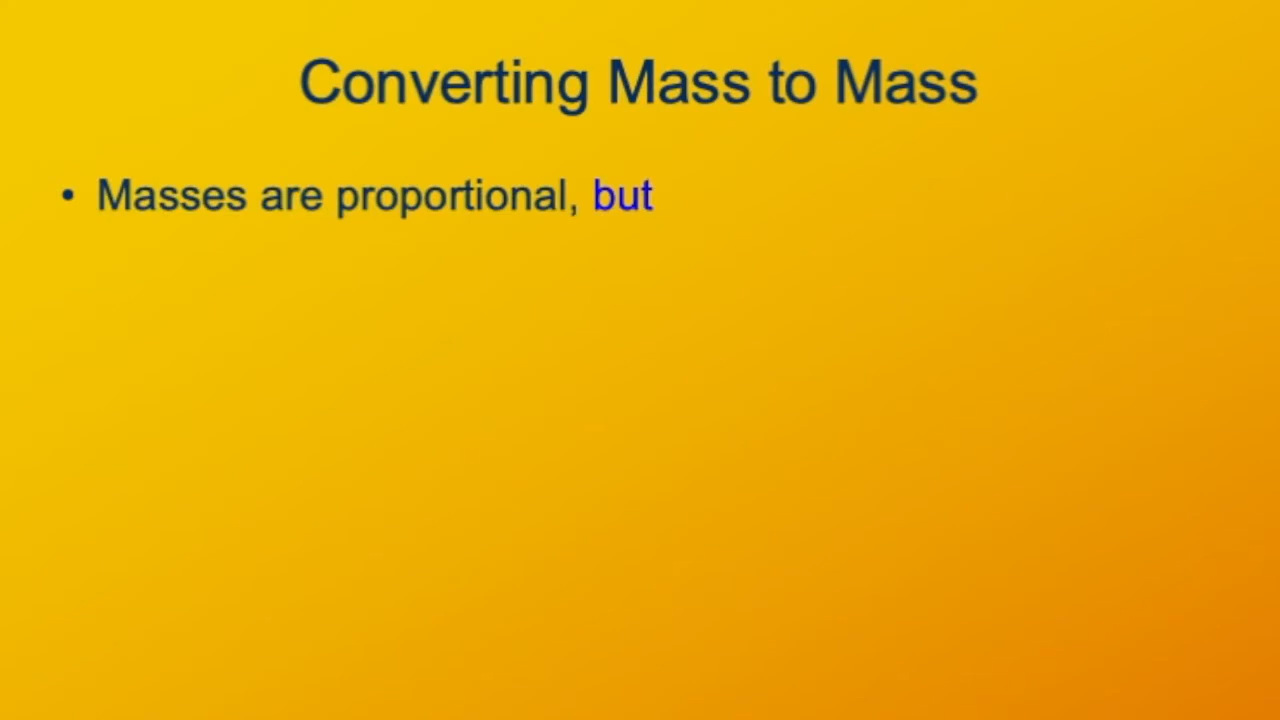 Converting Mass to Mass
• Masses are proportional, but